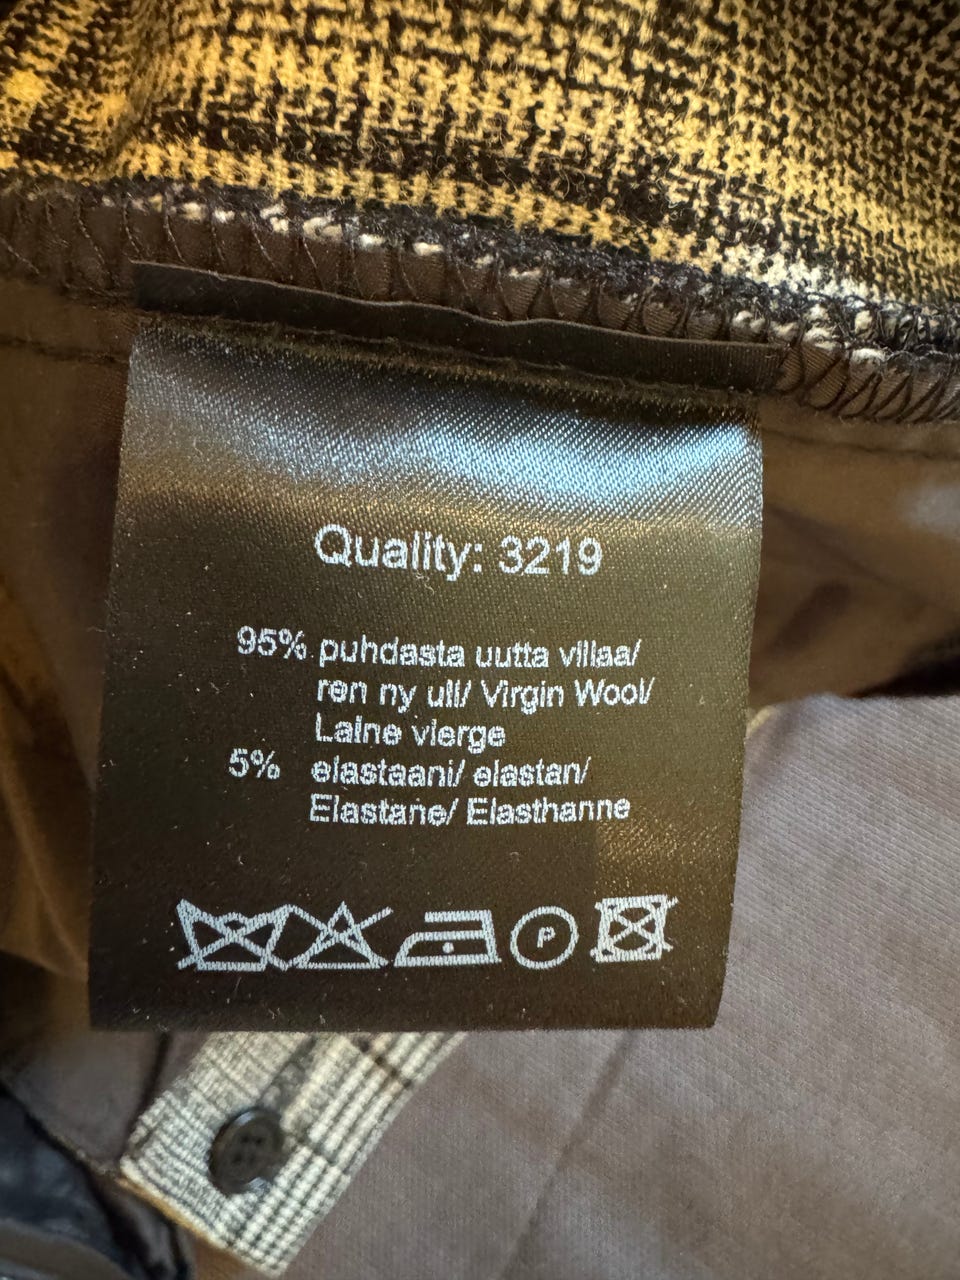 Quality: 3219
95% puhdasta uutta villaa/
ren ny ull/ Virgin Wool/
Laine vierge
5% elastaani/ elastan/
Elastane/ Elasthanne
P